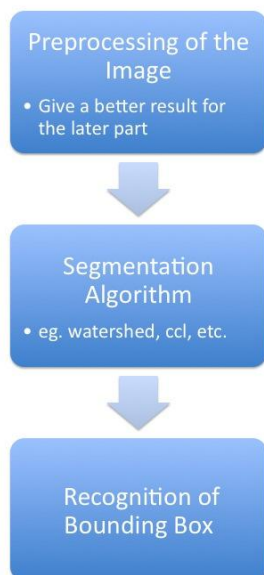 Preprocessing of the
Image
• Give a better result for
the later part
Segmentation
Algorithm
• eg. watershed, ccl, etc.
Recognition of
Bounding Box